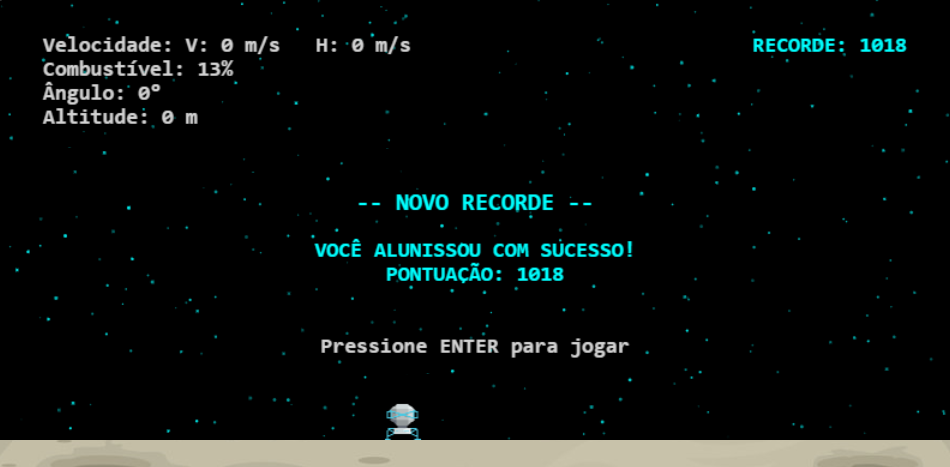 Velocidade: V: 0 m/s   H: 0 m/s
RECORDE: 1018
Combustível: 13%
Ângulo: 0°
Altitude: 0 m
-- NOVO RECORDE --
VOCÊ ALUNISSOU COM SUCESSO!
PONTUAÇÃO: 1018
Pressione ENTER para jogar